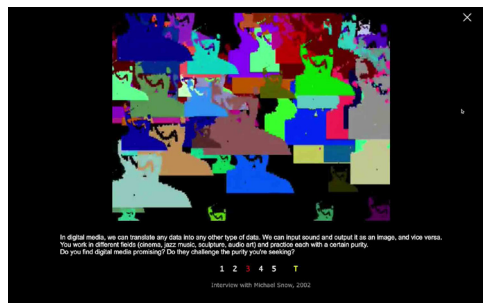 In digital media, we can translate any data into any other type of data. We can input sound and output it as an image, and vice versa.
You work in different fields (cinema, jazz music, sculpture, audio art) and practice each with a certain purity.
Do you find digital media promising? Do they challenge the purity you're seeking?
1 2 3 4 5 T
Interview with Michael Snow, 2002